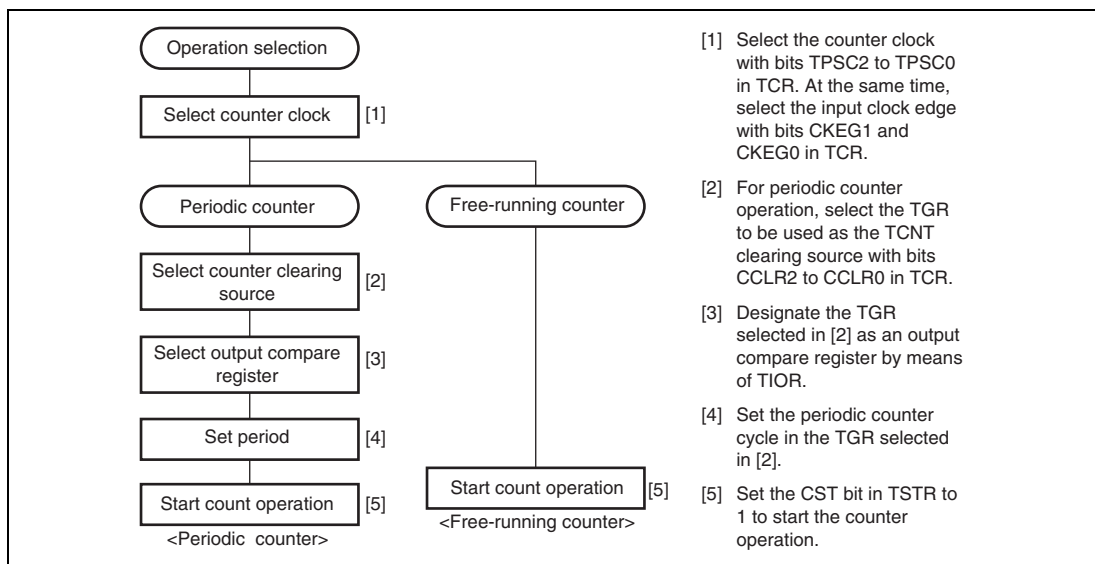 Operation selection
Select counter clock
[1]
Periodic counter
Free-running counter
Select counter clearing
source
[2]
Select output compare
register
[3]
Set period
[4]
Start count operation
[5]
<Periodic counter>
Start count operation
[5]
<Free-running counter>
[1] Select the counter clock
with bits TPSC2 to TPSC0
in TCR. At the same time,
select the input clock edge
with bits CKEG1 and
CKEG0 in TCR.
[2] For periodic counter
operation, select the TGR
to be used as the TCNT
clearing source with bits
CCLR2 to CCLR0 in TCR.
[3] Designate the TGR
selected in [2] as an output
compare register by means
of TIOR.
[4] Set the periodic counter
cycle in the TGR selected
in [2].
[5] Set the CST bit in TSTR to
1 to start the counter
operation.